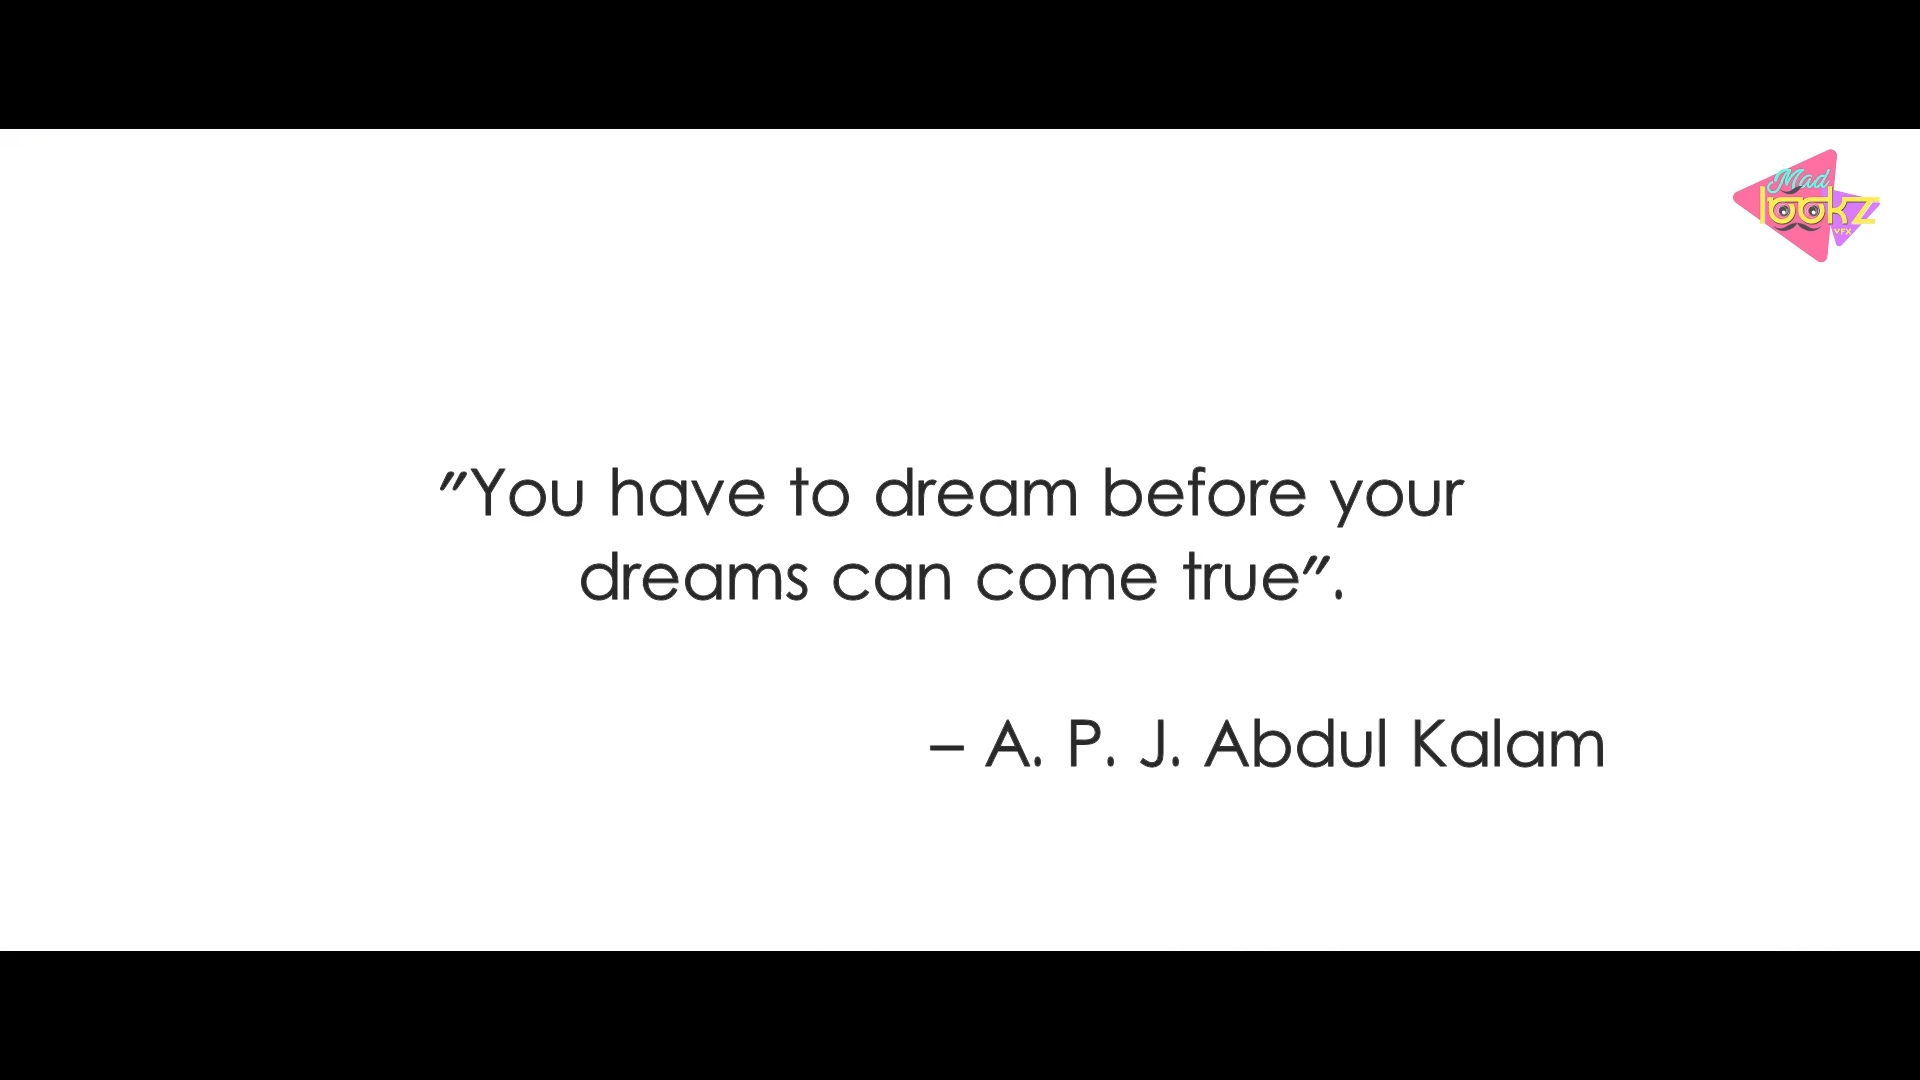 Mad
lookz
VFX
"You have to dream before your
dreams can come true".
– A. P. J. Abdul Kalam